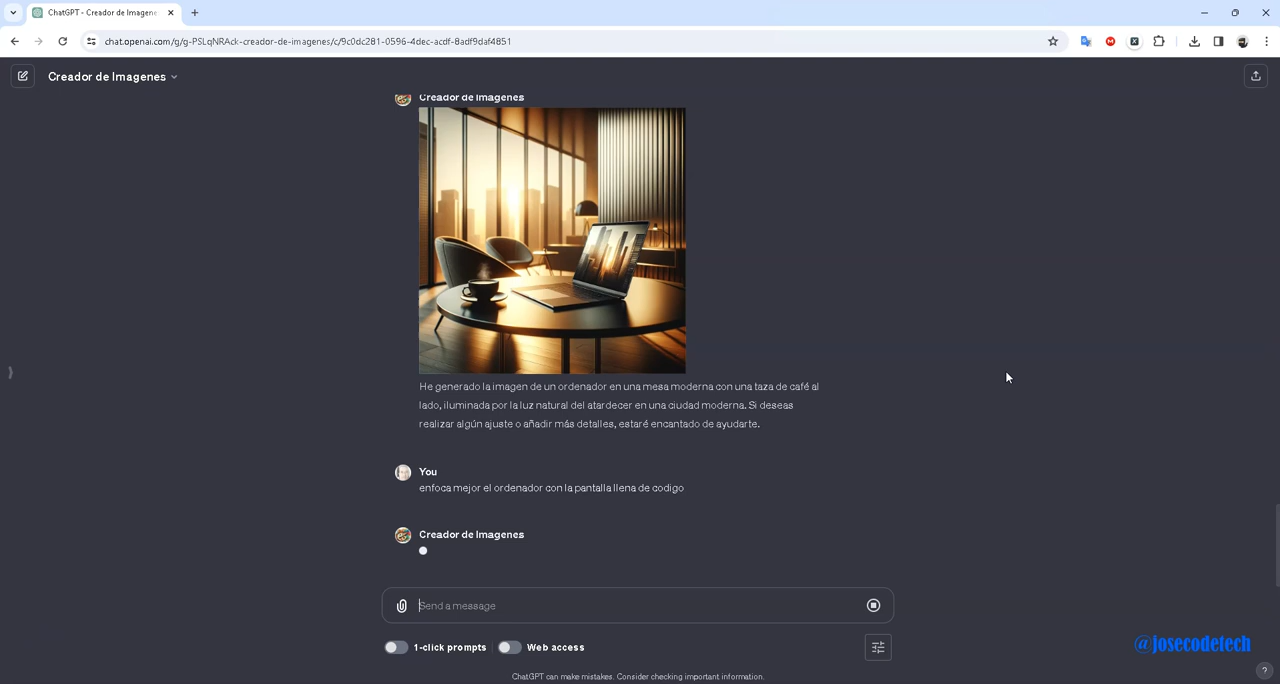 ChatGPT - Creador de Imagene
chat.openai.com/g/g-PSLqNRAck-creador-de-imagenes/c/9c0dc281-0596-4dec-acdf-8adf9daf4851
Creador de Imagenes
Creador de Imagenes
He generado la imagen de un ordenador en una mesa moderna con una taza de café al
lado, iluminada por la luz natural del atardecer en una ciudad moderna. Si deseas
realizar algún ajuste o añadir más detalles, estaré encantado de ayudarte.
You
enfoca mejor el ordenador con la pantalla llena de codigo
Creador de Imagenes
Send a message
1-click prompts
Web access
@josecodetech
ChatGPT can make mistakes. Consider checking important information.
?